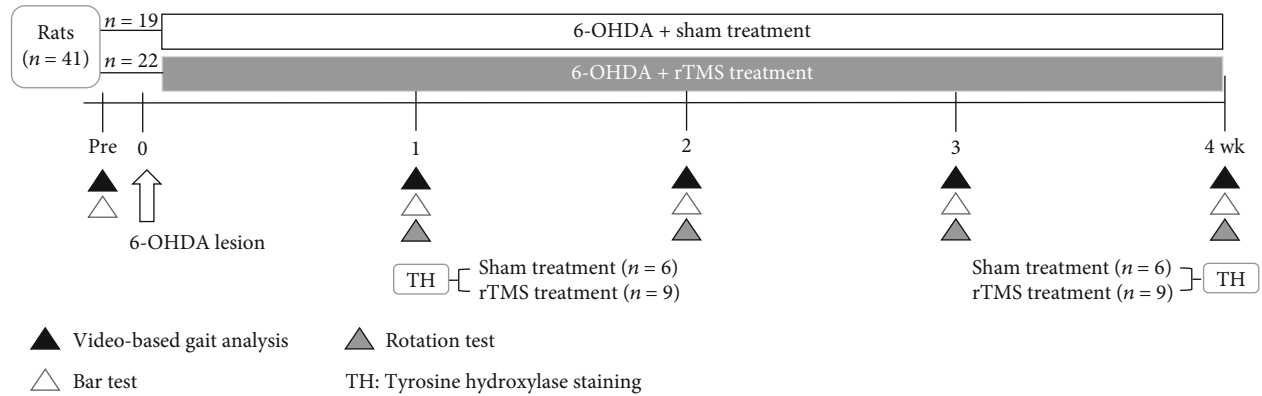 Rats
(n = 41)
n = 19
6-OHDA + sham treatment
n = 22
6-OHDA + rTMS treatment
Pre
0
1
2
3
4 wk
6-OHDA lesion
TH
Sham treatment (n = 6)
rTMS treatment (n = 9)
Sham treatment (n = 6)
rTMS treatment (n = 9)
TH
Video-based gait analysis
Rotation test
Bar test
TH: Tyrosine hydroxylase staining